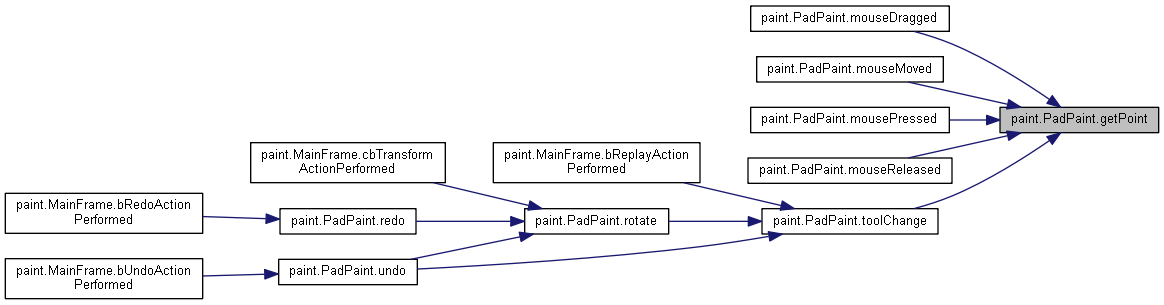 paint.PadPaint.mouseDragged
paint.PadPaint.mouseMoved
paint.PadPaint.getPoint
paint.PadPaint.mousePressed
paint.MainFrame.cbTransform
ActionPerformed
paint.MainFrame.bReplayAction
Performed
paint.PadPaint.mouseReleased
paint.MainFrame.bRedoAction
Performed
paint.PadPaint.redo
paint.PadPaint.rotate
paint.PadPaint.toolChange
paint.MainFrame.bUndoAction
Performed
paint.PadPaint.undo